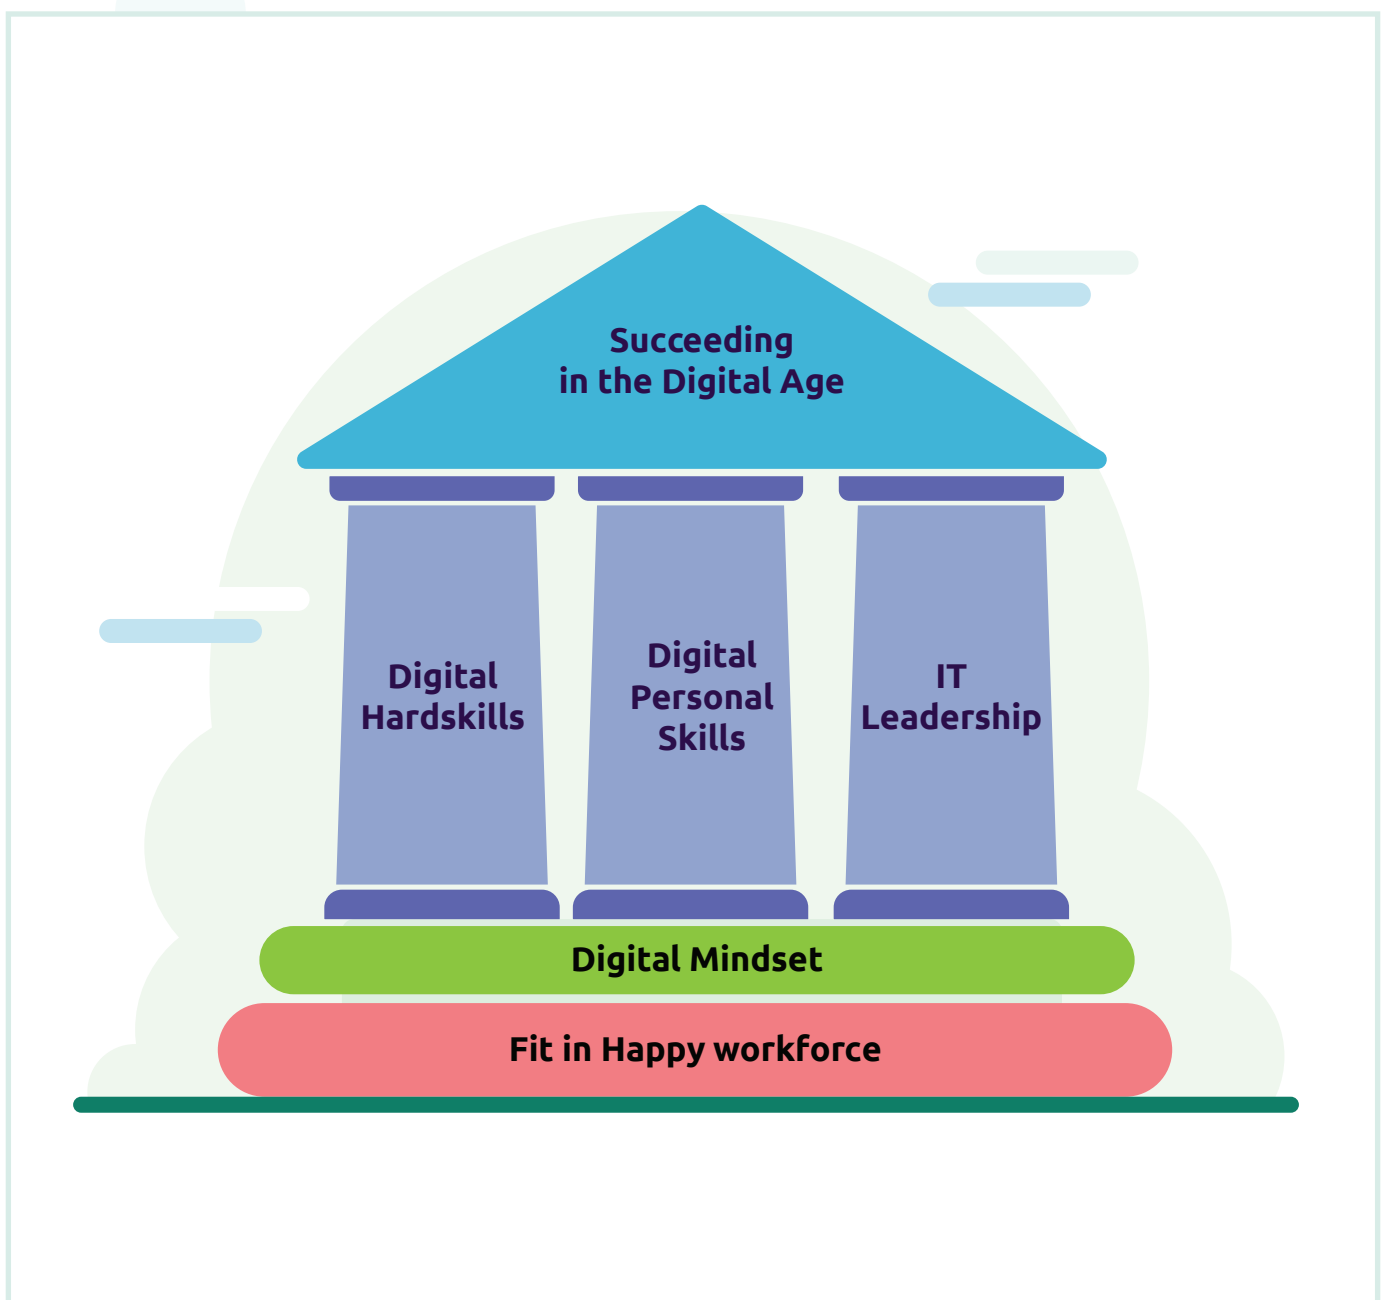 Succeeding
in the Digital Age
Digital
Hardskills
Digital
Personal
Skills
IT
Leadership
Digital Mindset
Fit in Happy workforce